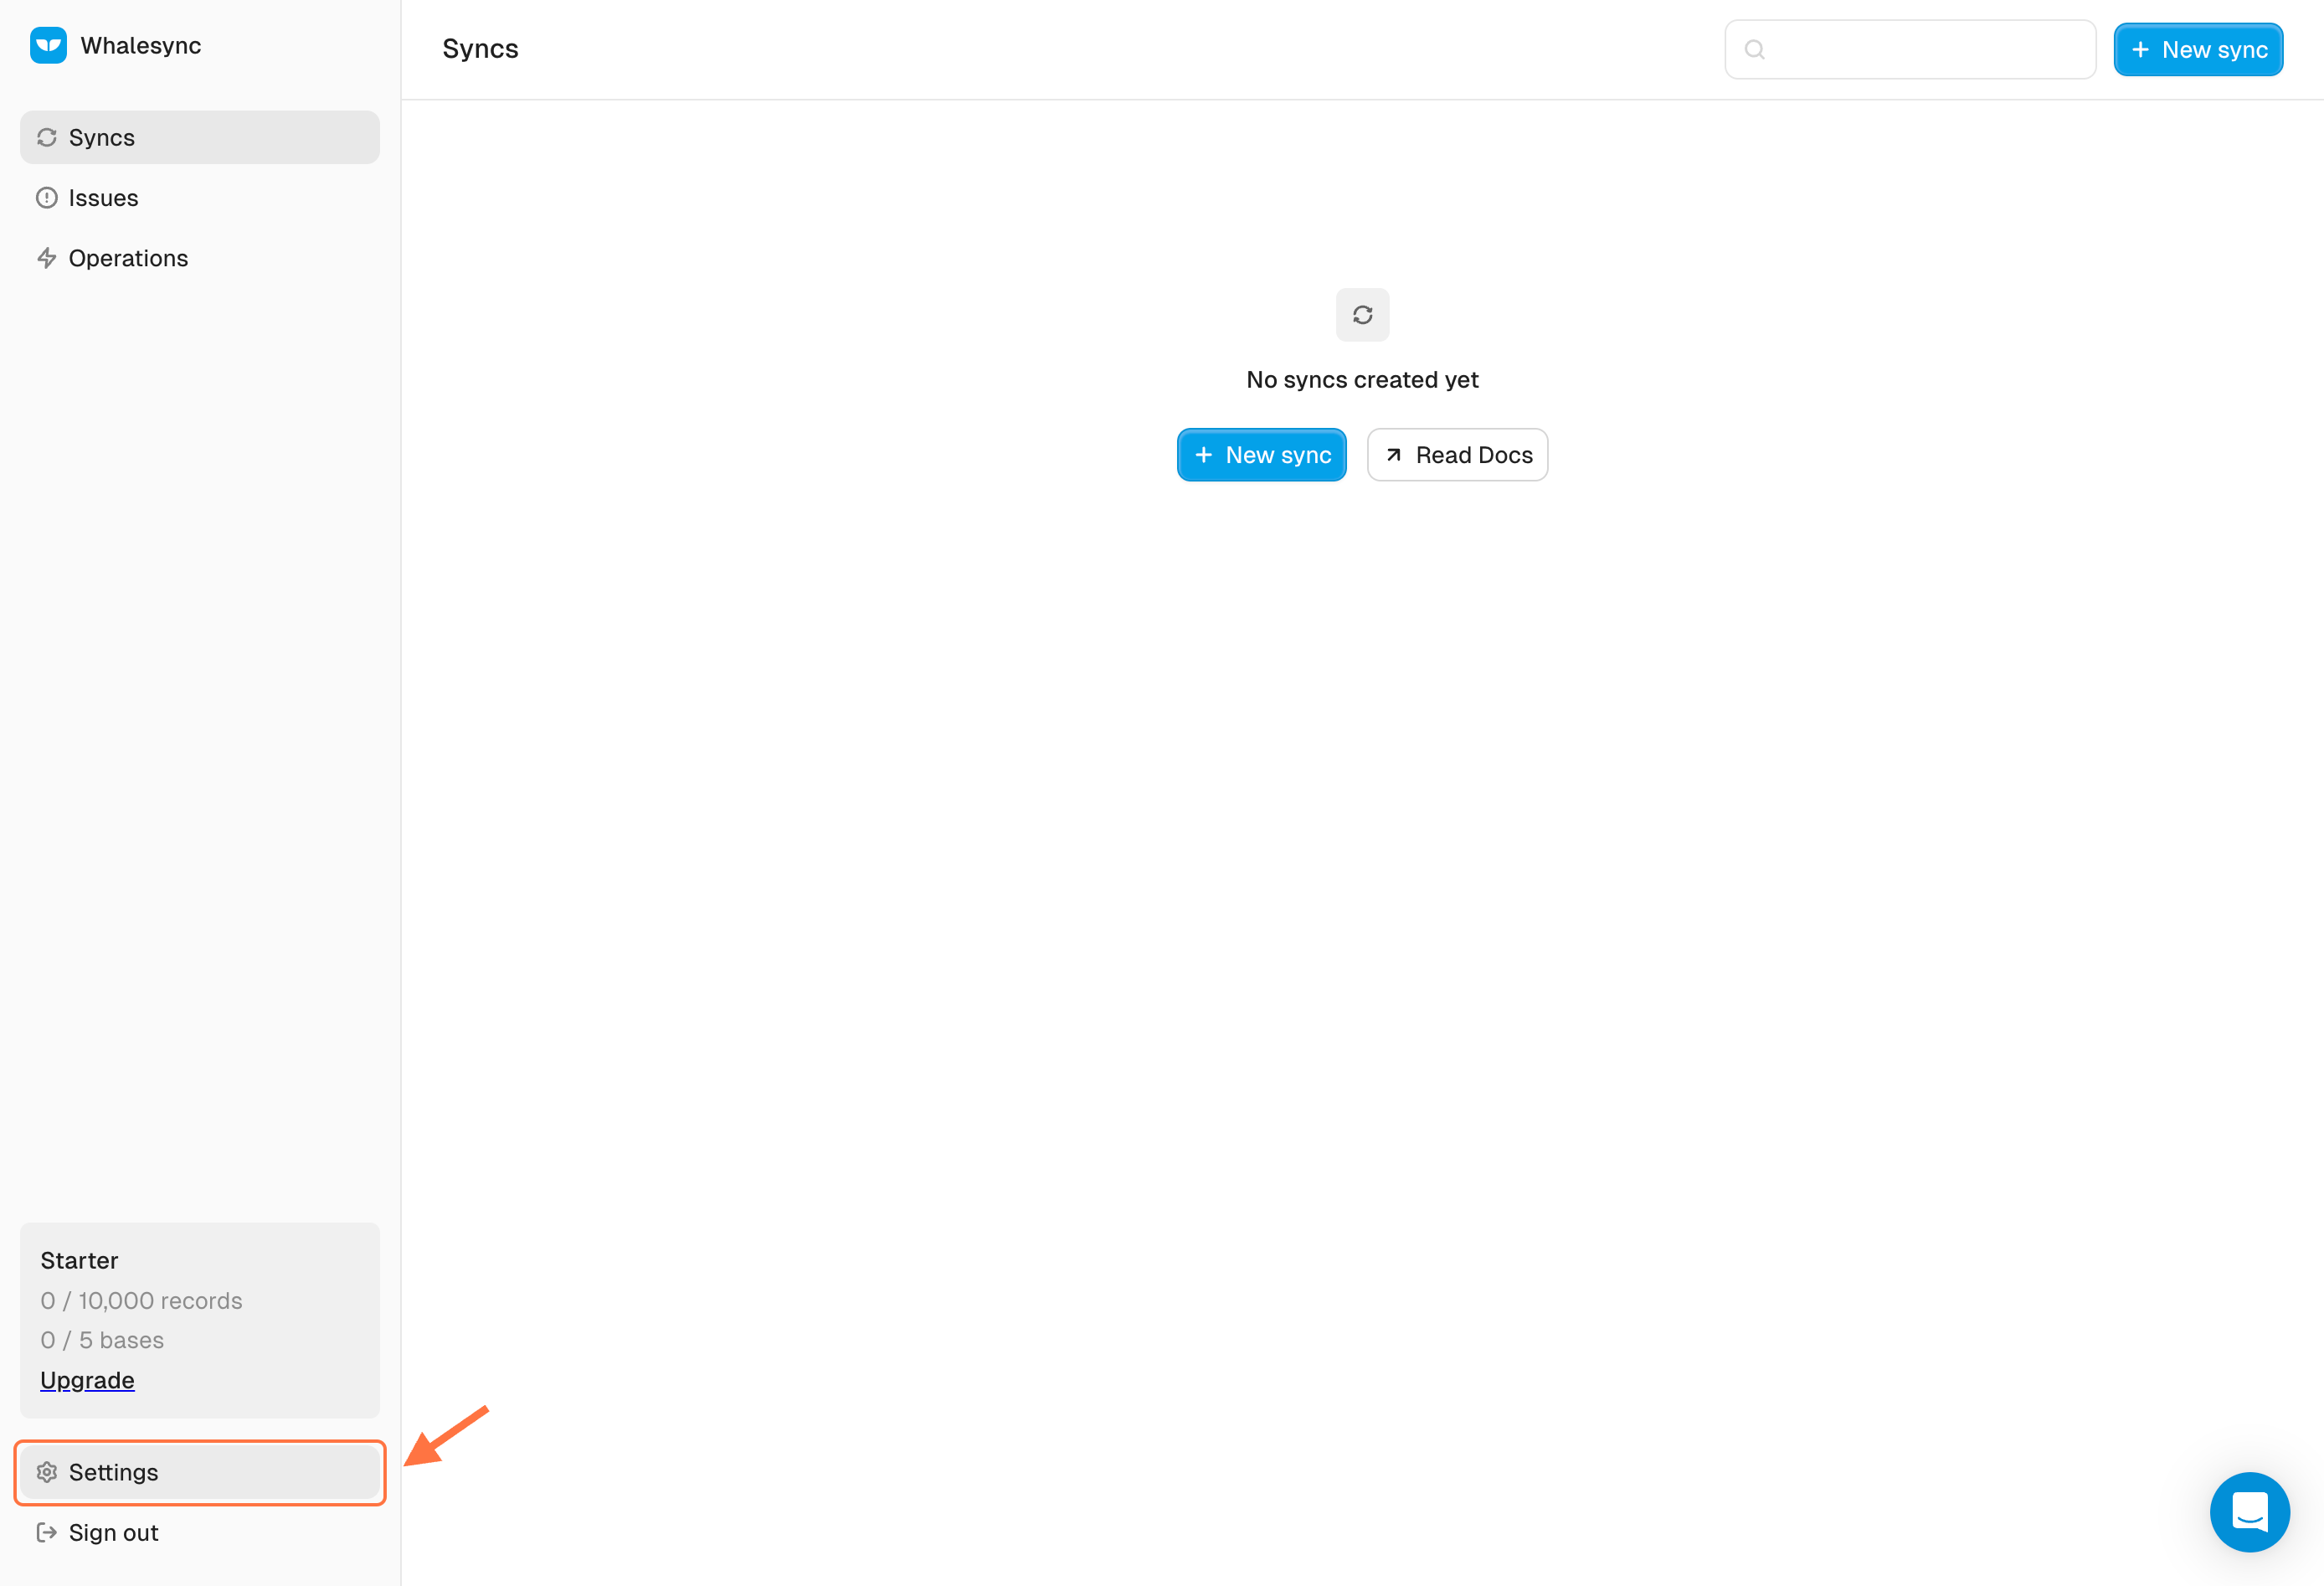 Whalesync
Syncs
Issues
Operations
Starter
0 / 10,000 records
0 / 5 bases
Upgrade
Settings
Sign out
Syncs
New sync
No syncs created yet
New sync
Read Docs